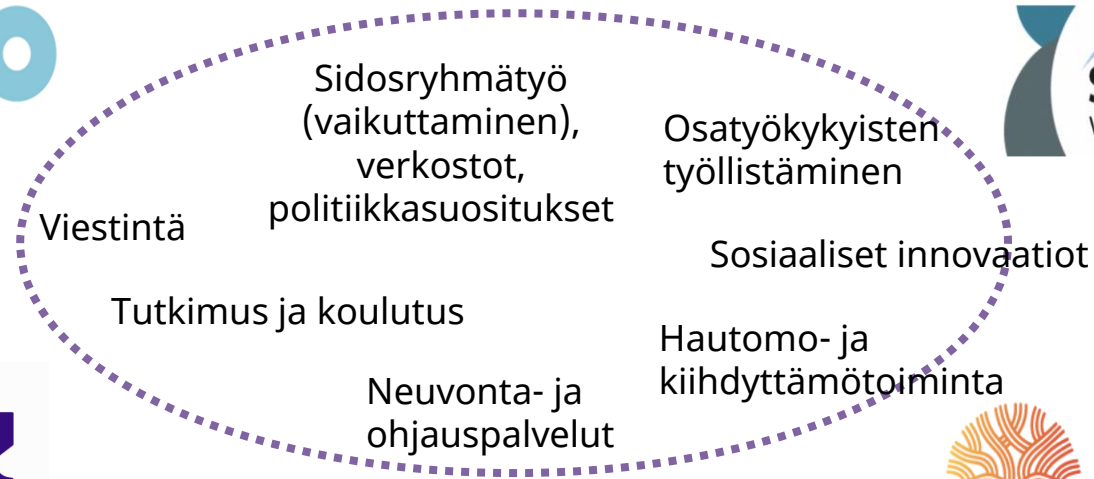 Sidosryhmätyö
(vaikuttaminen),
verkostot,
politiikkasuositukset
Osatyökykyisten
työllistäminen
Viestintä
Sosiaaliset innovaatiot
Tutkimus ja koulutus
Hautomo- ja
kiihdyttämötoiminta
Neuvonta- ja
ohjauspalvelut